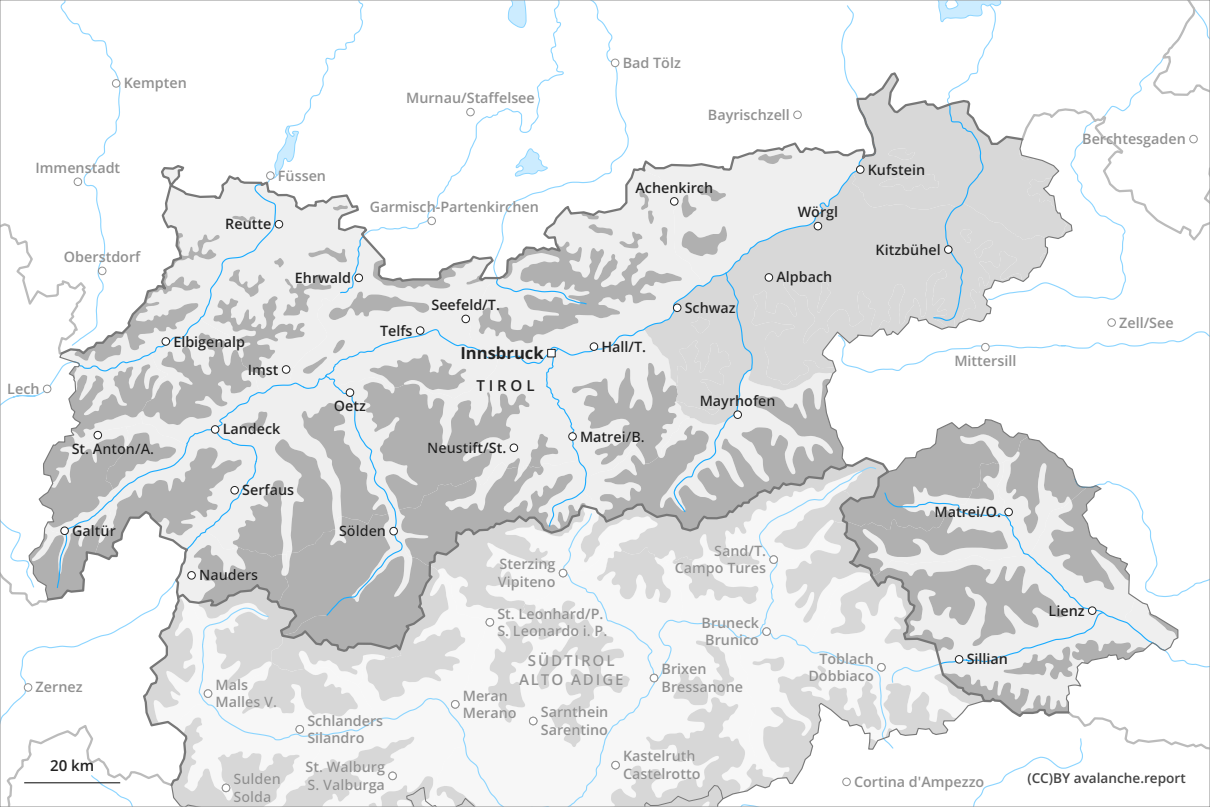 Kempten
Bad Tölz
Murnau/Staffelsee
Bayrischzell
Berchtesgaden
Immenstadt
Füssen
Kufstein
Achenkirch
Garmisch-Partenkirchen
Wörgl
Reutte
Kitzbühel
Oberstdorf
Ehrwald
Alpbach
Seefeld/T.
Schwaz
Zell/See
Telfs
Elbigenalp
Innsbruck
Hall/T.
Mittersill
Imst
TIROL
Lech
Oetz
Mayrhofen
Landeck
Matrei/B.
St. Anton/A.
Neustift/St.
Serfaus
Matrei/O.
Galtür
Sölden
Sterzing
Vipiteno
Sand/T.
Campo Tures
Nauders
Lienz
St. Leonhard/P.
S. Leonardo i. P.
Bruneck
Brunico
SÜDTIROL
ALTO ADIGE
Toblach
Dobbiaco
Sillian
Brixen
Bressanone
Zernez
Mals
Malles V.
Meran
Merano
Sarnthein
Sarentino
Schlanders
Silandro
Kastelruth
Castelrotto
St. Walburg
S. Valburga
20 km
Sulden
Solda
Cortina d'Ampezzo
(CC)BY avalanche.report